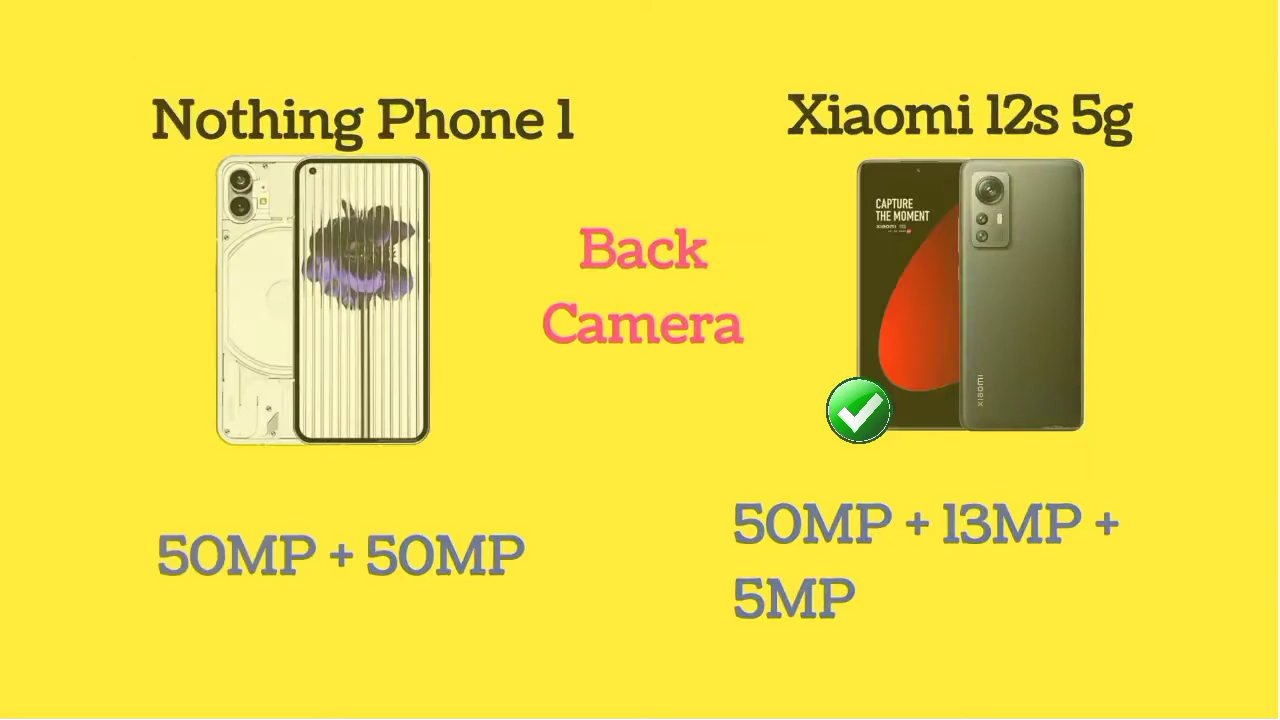 Nothing Phone 1
Xiaomi 12s 5g
CAPTURE
THE MOMENT
Back
Camera
xiaomi
50MP + 50MP
50MP + 13MP +
5MP